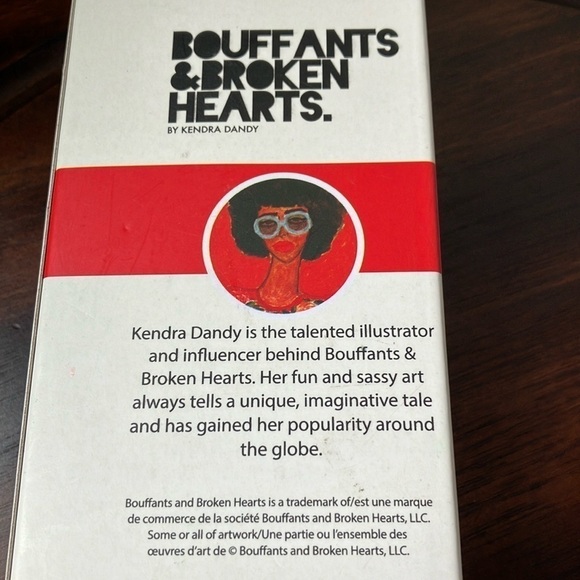 BOUFFANTS
&BROKEN
HEARTS.
BY KENDRA DANDY
Kendra Dandy is the talented illustrator
and influencer behind Bouffants &
Broken Hearts. Her fun and sassy art
always tells a unique, imaginative tale
and has gained her popularity around
the globe.
Bouffants and Broken Hearts is a trademark of/est une marque
de commerce de la société Bouffants and Broken Hearts, LLC.
Some or all of artwork/Une partie ou l'ensemble des
œuvres d'art de © Bouffants and Broken Hearts, LLC.